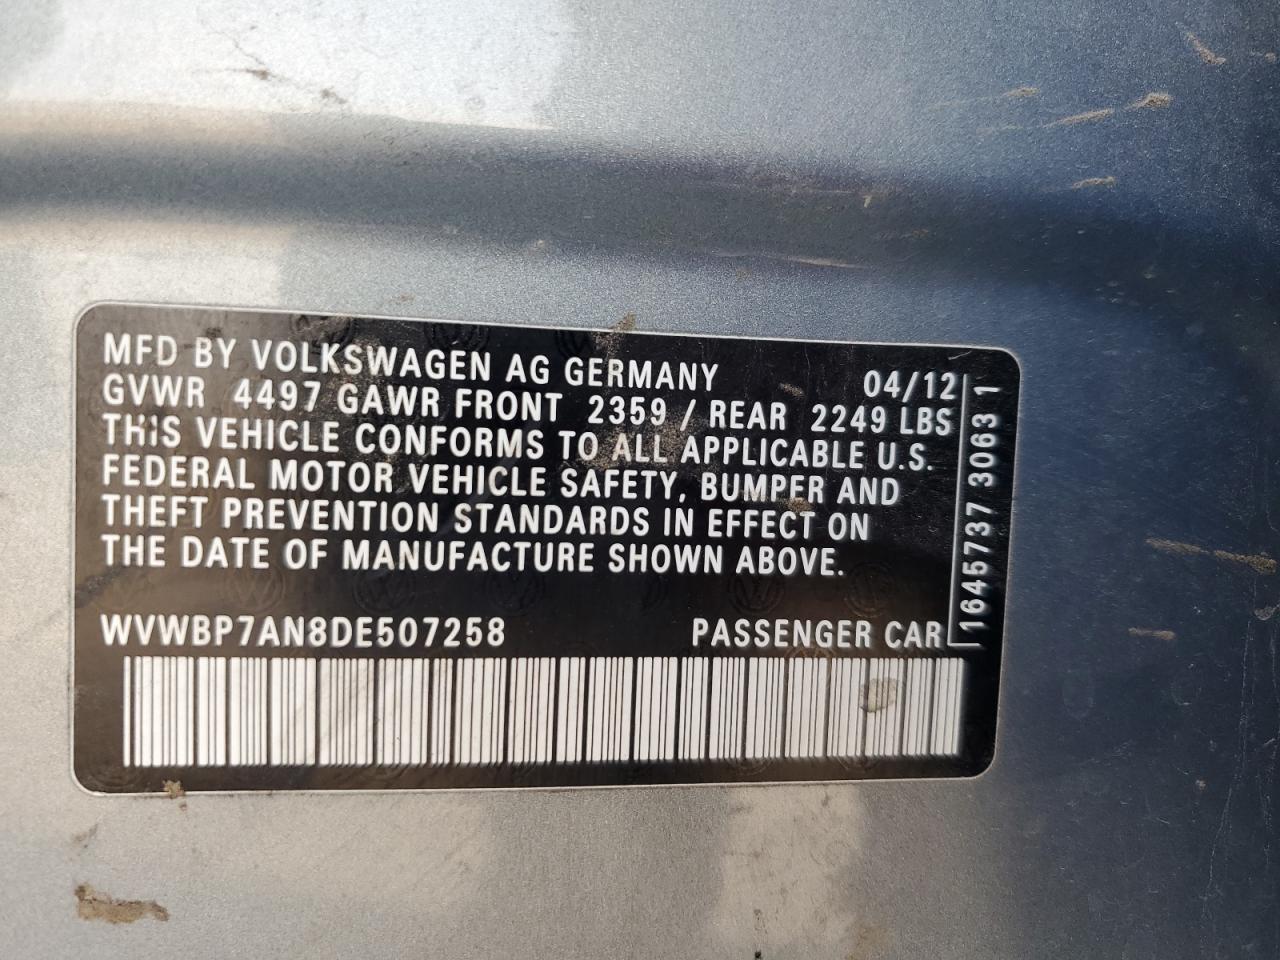 MFD BY VOLKSWAGEN AG GERMANY 04/12
GVWR 4497 GAWR FRONT 2359 / REAR 2249 LBS
THIS VEHICLE CONFORMS TO ALL APPLICABLE U.S.
FEDERAL MOTOR VEHICLE SAFETY, BUMPER AND
THEFT PREVENTION STANDARDS IN EFFECT ON
THE DATE OF MANUFACTURE SHOWN ABOVE.
WVWBP7AN8DE507258 PASSENGER CAR
1645737 3063 1